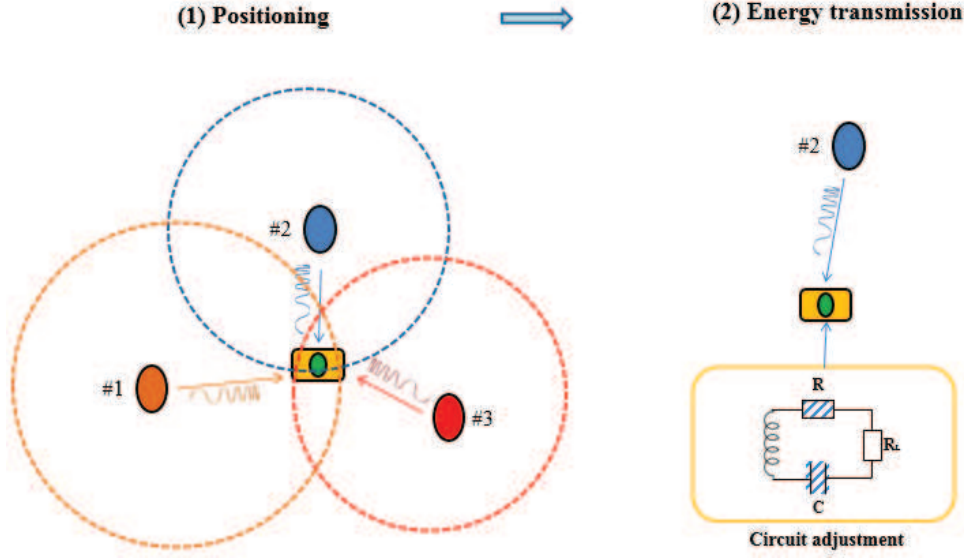 (1) Positioning
(2) Energy transmission
#2
#1
#3
#2
R
RL
C
Circuit adjustment